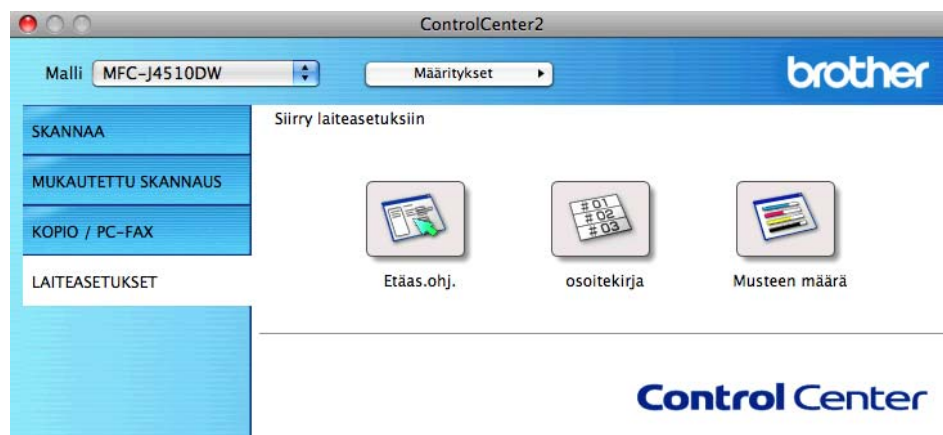 ControlCenter2
Malli MFC-J4510DW Määritykset brother
SKANNAA
MUKAUTETTU SKANNAUS
KOPIO / PC-FAX
LAITEASETUKSET
Siirry laiteasetuksiin
#01
#02
#03
Etäas.ohj. osoitekirja Musteen määrä
Control Center